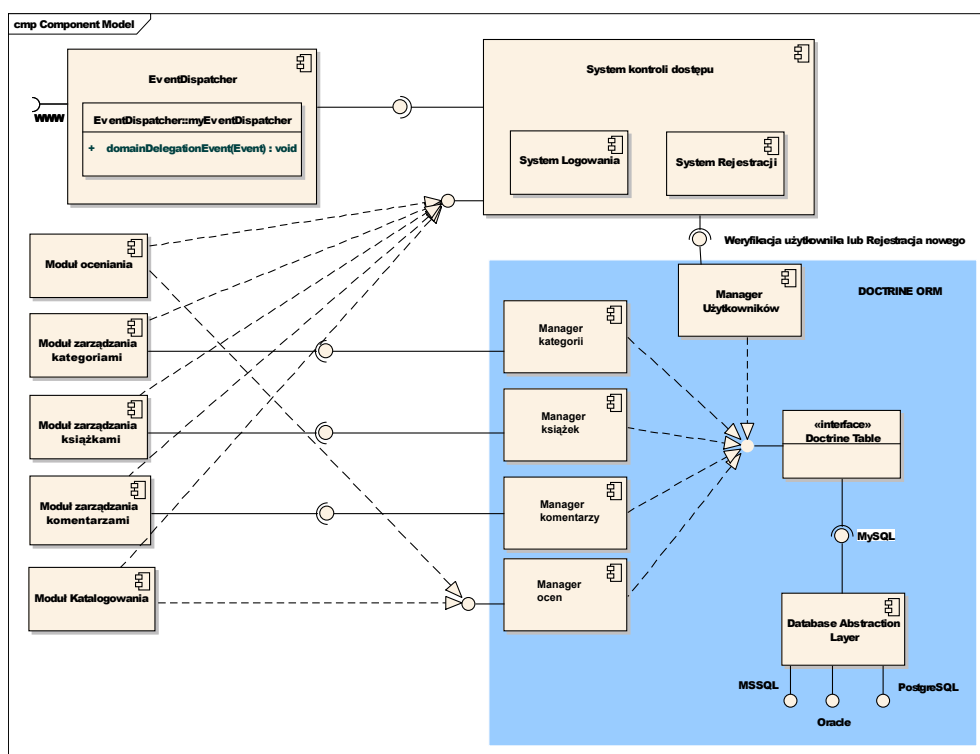 cmp Component Model
EventDispatcher
EventDispatcher::myEventDispatcher
+ domainDelegationEvent(Event) : void
WWW
System kontroli dostępu
System Logowania
System Rejestracji
Weryfikacja użytkownika lub Rejestracja nowego
DOCTRINE ORM
Manager
Użytkowników
Moduł oceniania
Moduł zarządzania
kategoriami
Moduł zarządzania
książkami
Moduł zarządzania
komentarzami
Moduł Katalogowania
Manager
kategorii
Manager
książek
Manager
komentarzy
Manager
ocen
«interface»
Doctrine Table
MySQL
Database Abstraction
Layer
MSSQL
Oracle
PostgreSQL